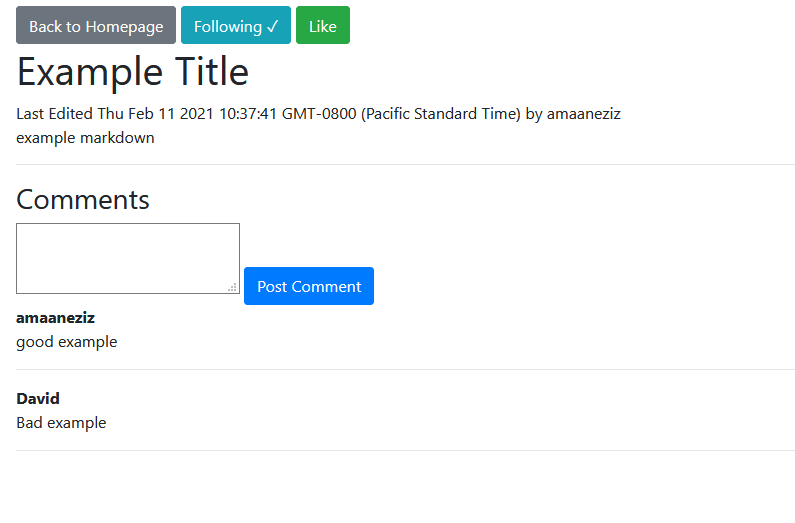 Back to Homepage Following ✓ Like
Example Title
Last Edited Thu Feb 11 2021 10:37:41 GMT-0800 (Pacific Standard Time) by amaaneziz
example markdown
Comments
Post Comment
amaaneziz
good example
David
Bad example